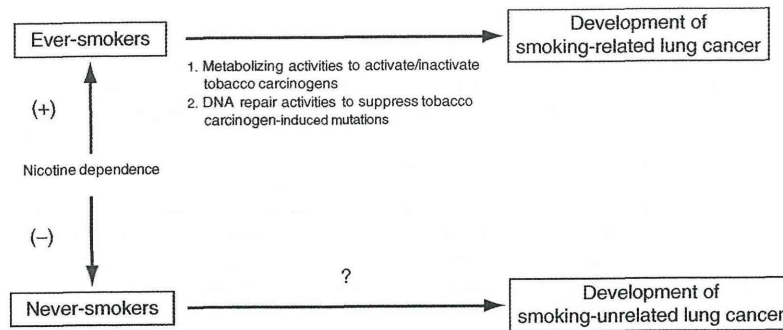 Ever-smokers
Development of
smoking-related lung cancer
1. Metabolizing activities to activate/inactivate
tobacco carcinogens
2. DNA repair activities to suppress tobacco
carcinogen-induced mutations
(+)
Nicotine dependence
(−)
?
Never-smokers
Development of
smoking-unrelated lung cancer